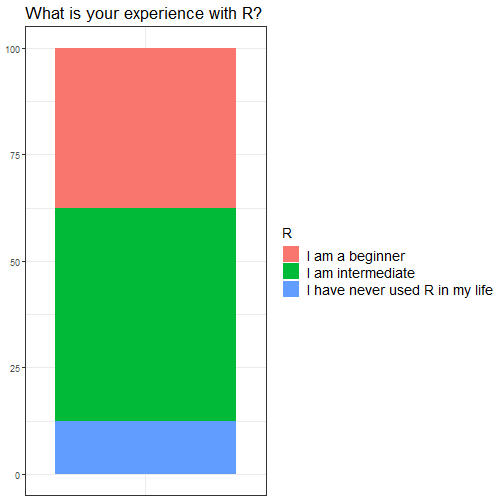 What is your experience with R?
100
75
50
25
0
R
I am a beginner
I am intermediate
I have never used R in my life